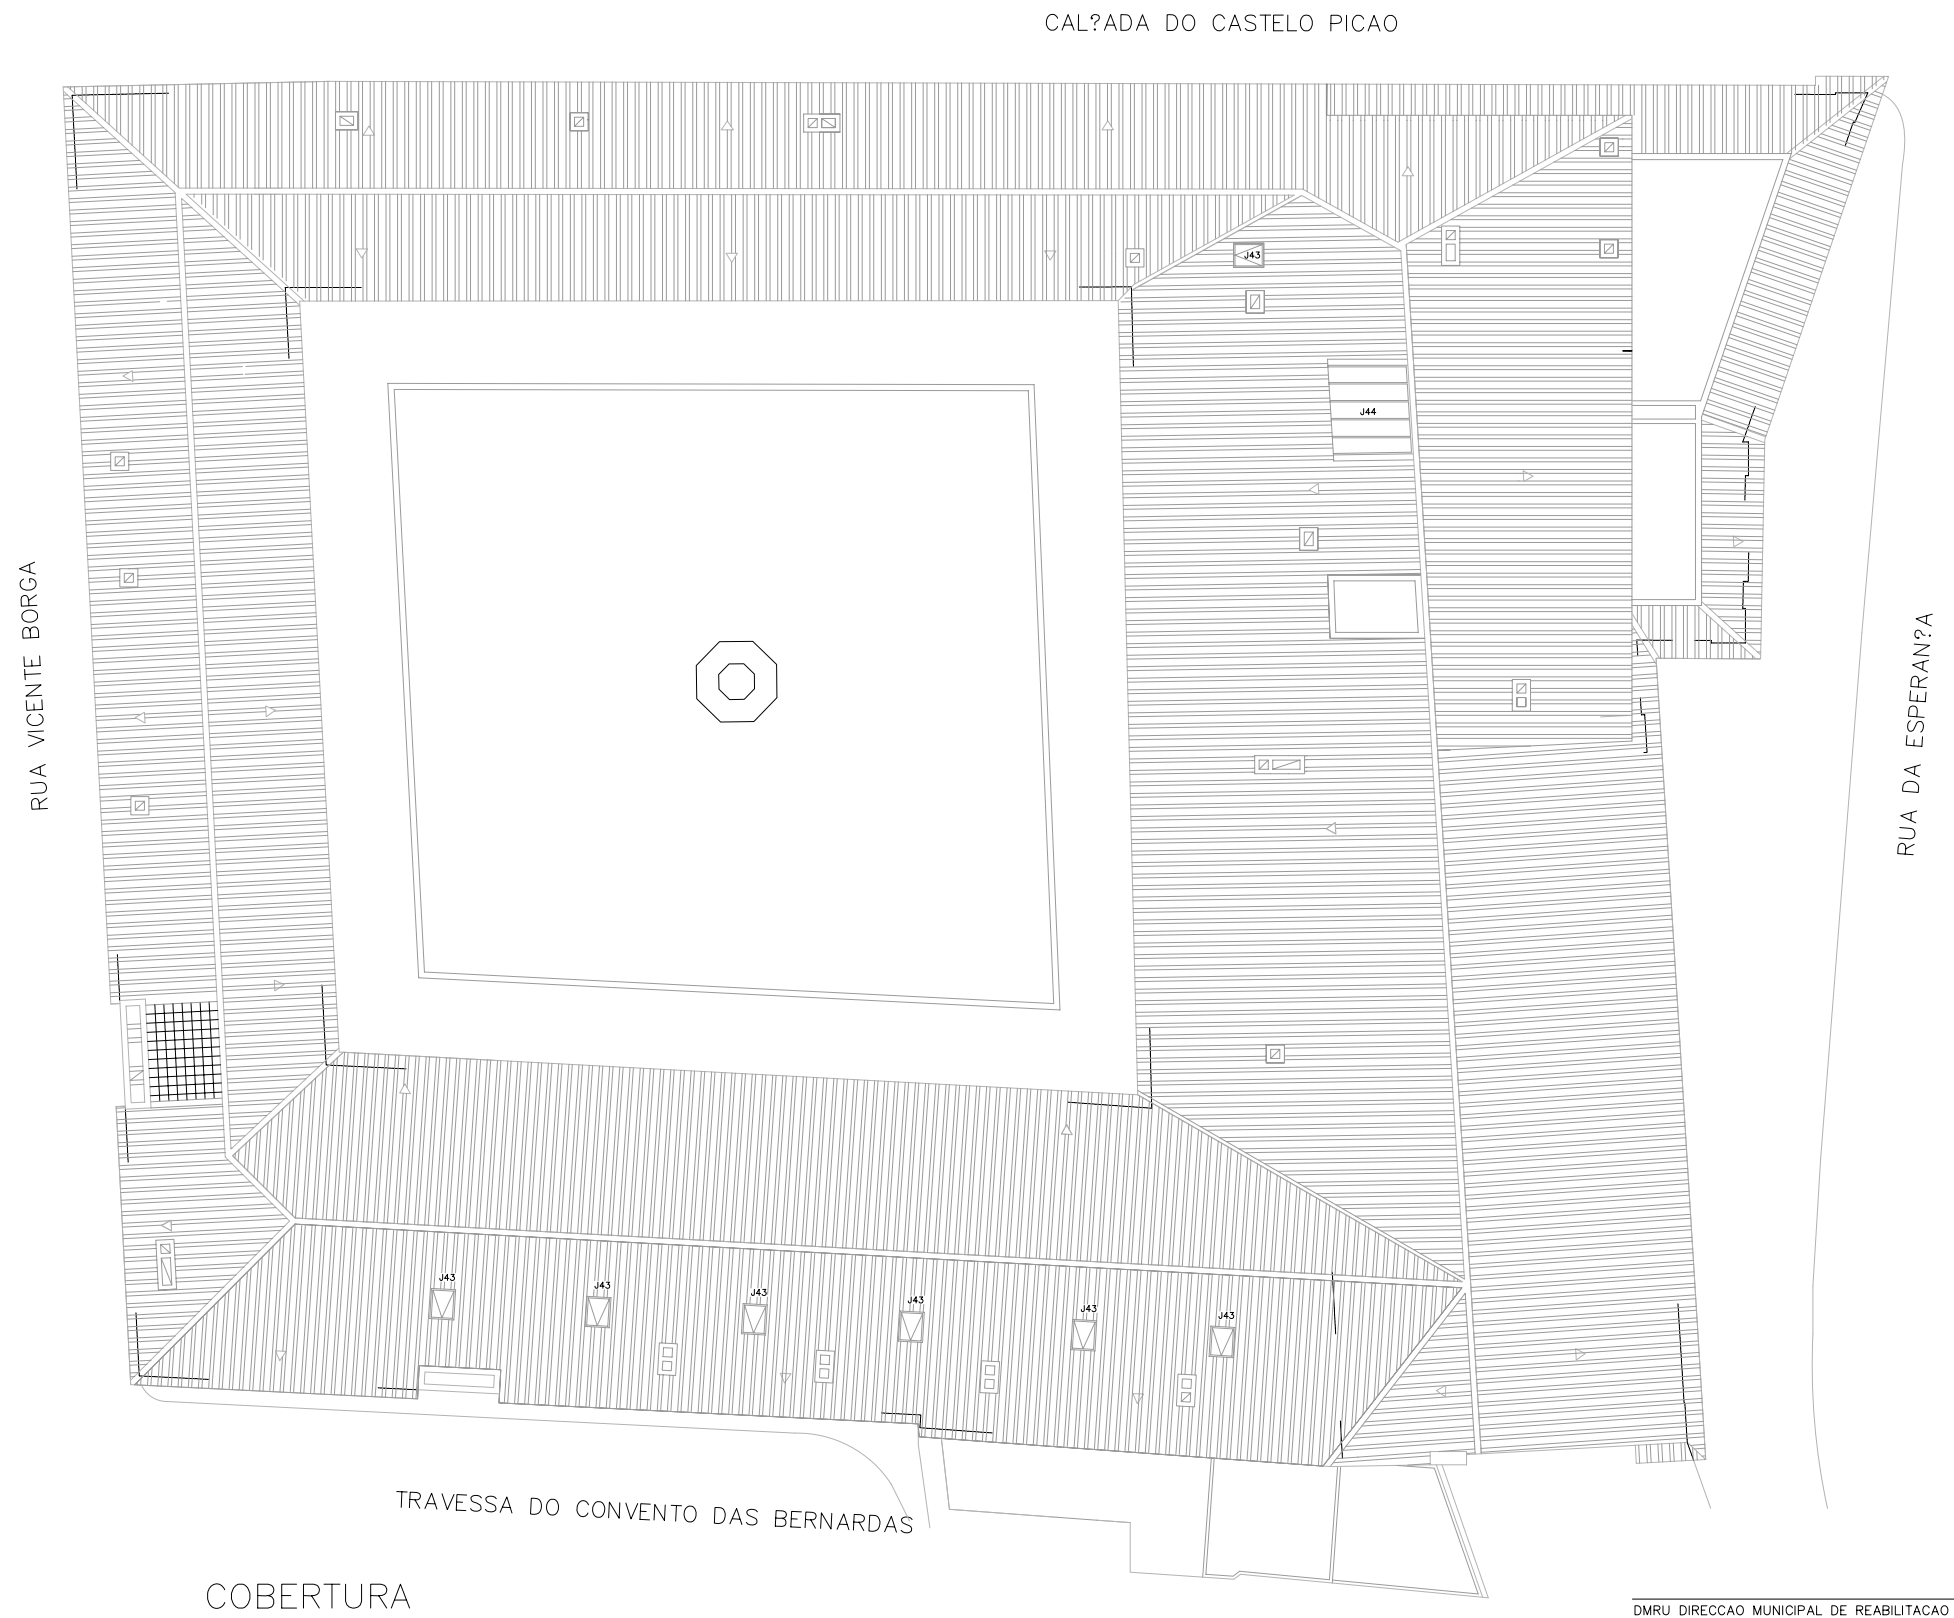 CAL?ADA DO CASTELO PICAO
J43
J44
RUA VICENTE BORGA
RUA DA ESPERAN?A
J43
J43
J43
J43
J43
J43
TRAVESSA DO CONVENTO DAS BERNARDAS
COBERTURA
DMRU DIRECCAO MUNICIPAL DE REABILITACAO